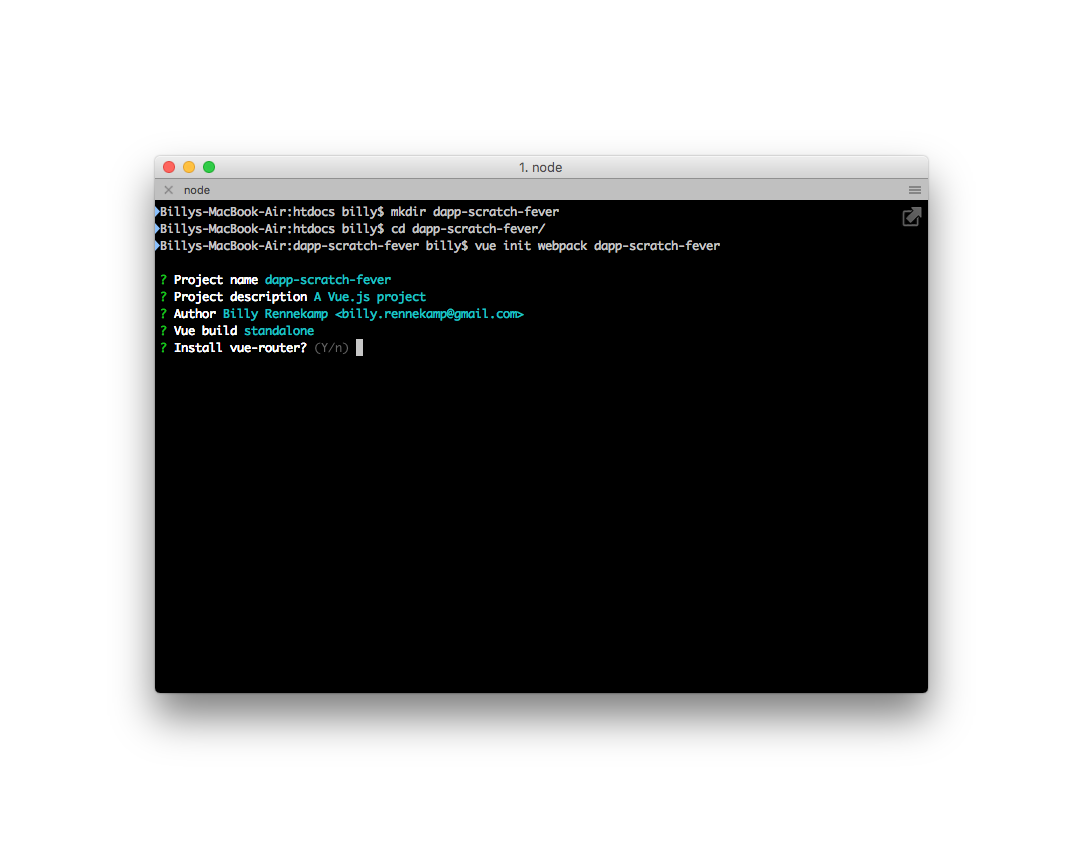 1. node
node
Billys-MacBook-Air:htdocs billy$ mkdir dapp-scratch-fever
Billys-MacBook-Air:htdocs billy$ cd dapp-scratch-fever/
Billys-MacBook-Air:dapp-scratch-fever billy$ vue init webpack dapp-scratch-fever
? Project name dapp-scratch-fever
? Project description A Vue.js project
? Author Billy Rennekamp <billy.rennekamp@gmail.com>
? Vue build standalone
? Install vue-router? (Y/n)